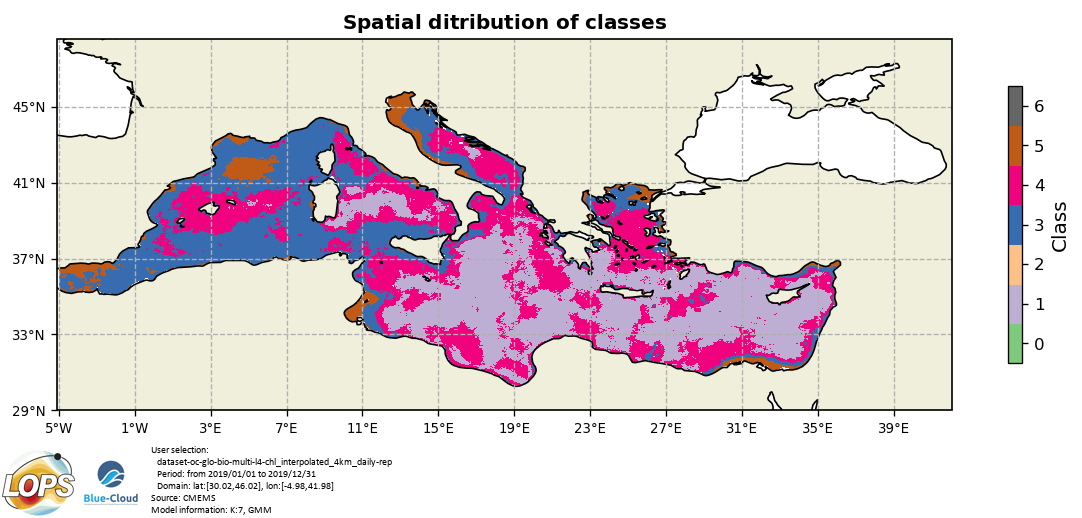 Spatial ditribution of classes
45°N
41°N
37°N
33°N
29°N
5°W 1°W 3°E 7°E 11°E 15°E 19°E 23°E 27°E 31°E 35°E 39°E
6
5
4
3
2
1
0
Class
LOPS
Blue-Cloud
User selection:
dataset-oc-glo-bio-multi-l4-chl_interpolated_4km_daily-rep
Period: from 2019/01/01 to 2019/12/31
Domain: lat:[30.02,46.02], lon:[-4.98,41.98]
Source: CMEMS
Model information: K:7, GMM